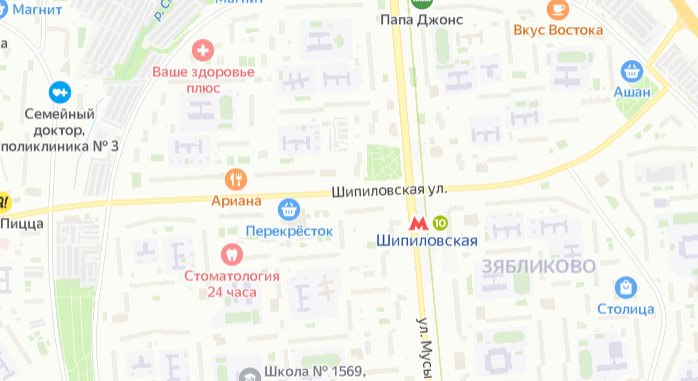 Магнит
Магнит
Папа Джонс
Вкус Востока
Ваше здоровье
плюс
Ашан
Семейный
доктор,
поликлиника № 3
Шипиловская ул.
Ариана
Пицца
Перекрёсток
10
Шипиловская
ЗЯБЛИКОВО
Стоматология
24 часа
Столица
ул. Мусы
Школа № 1569,